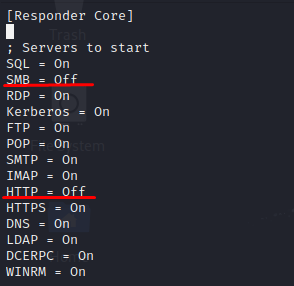 [Responder Core]
; Servers to start
SQL = On
SMB = Off
RDP = On
Kerberos = On
FTP = On
POP = On
SMTP = On
IMAP = On
HTTP = Off
HTTPS = On
DNS = On
LDAP = On
DCERPC = On
WINRM = On